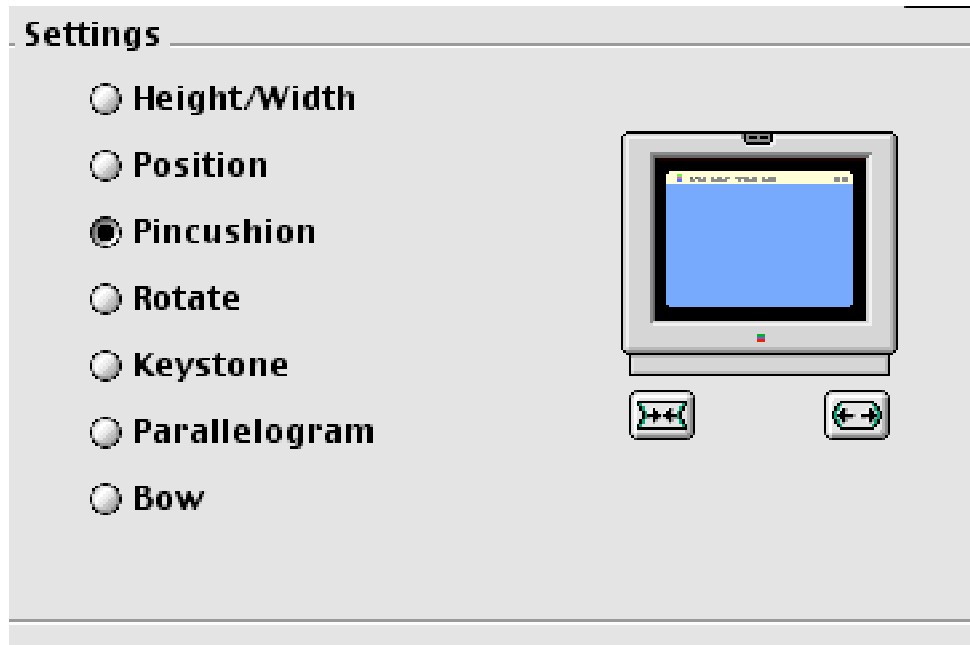 Settings
Height/Width
Position
Pincushion
Rotate
Keystone
Parallelogram
Bow